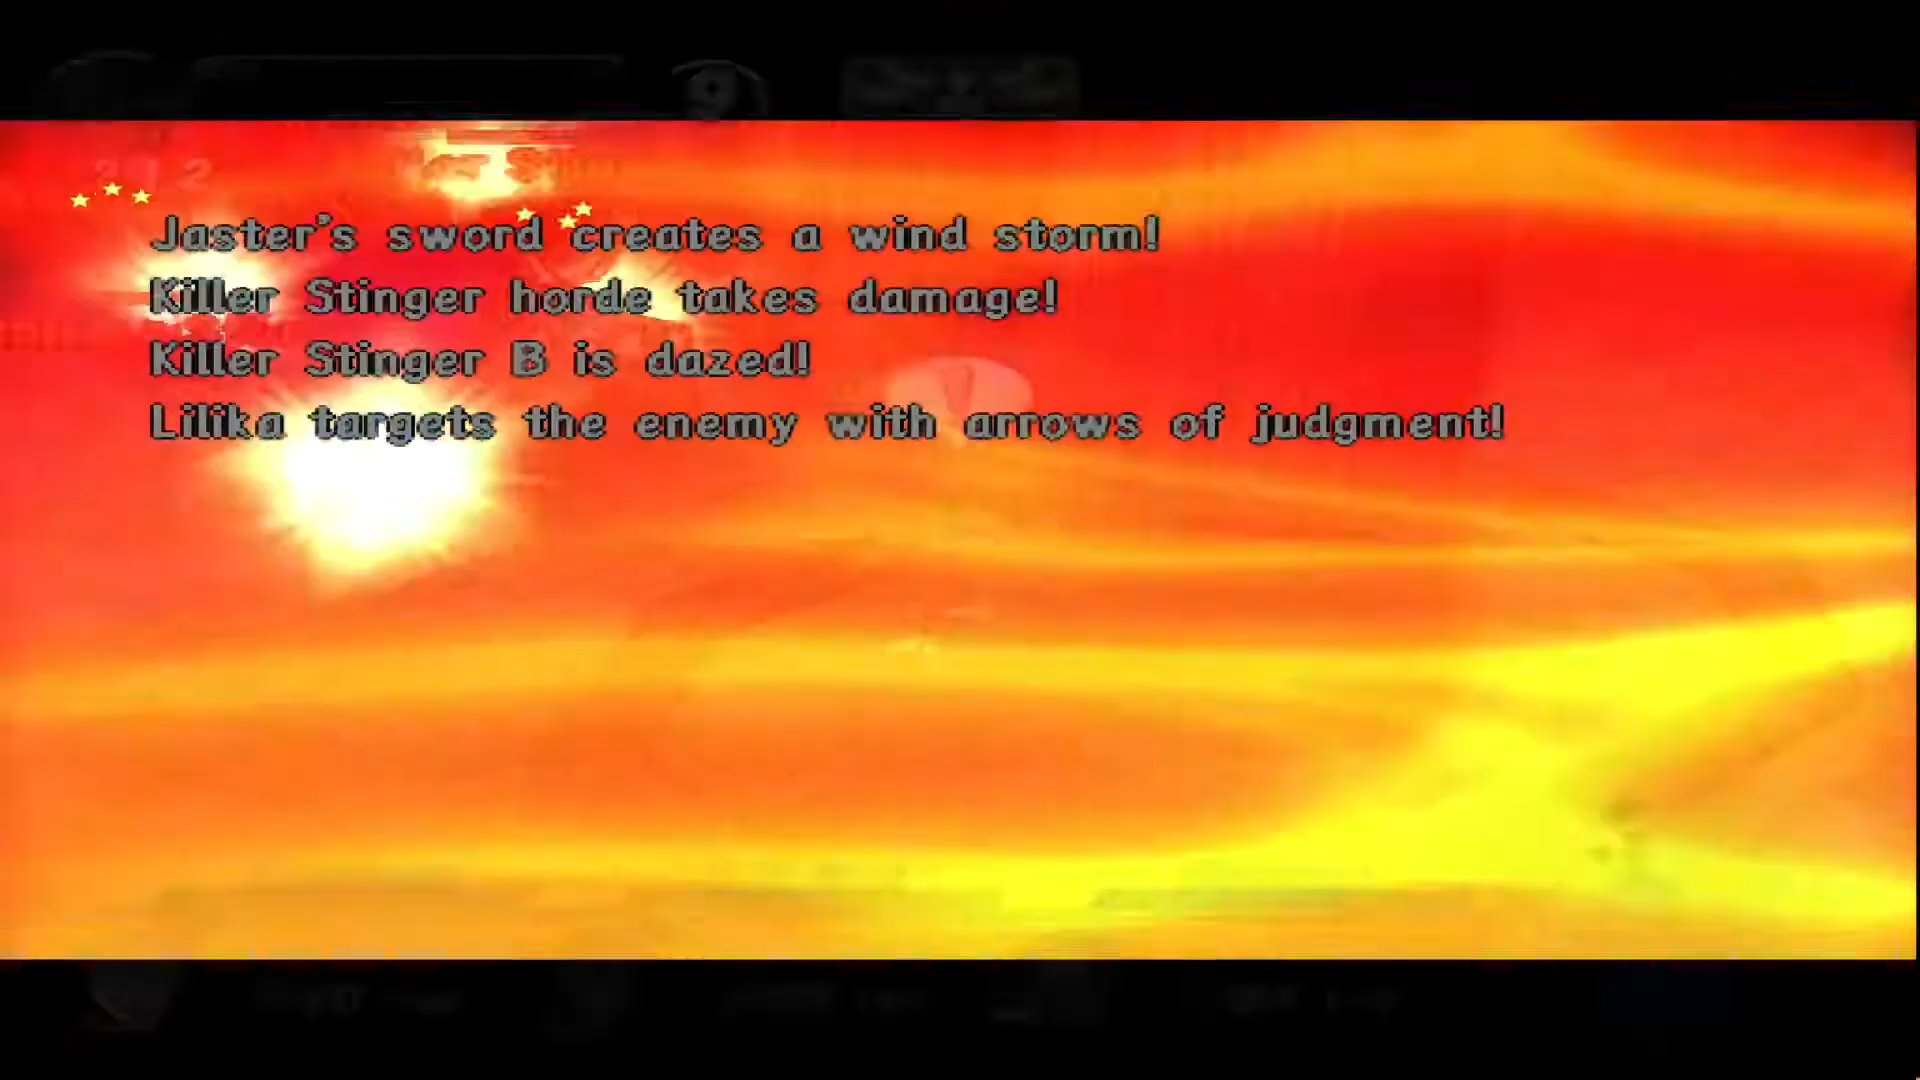 Jaster's sword creates a wind storm!
Killer Stinger horde takes damage!
Killer Stinger B is dazed!
Lilika targets the enemy with arrows of judgment!